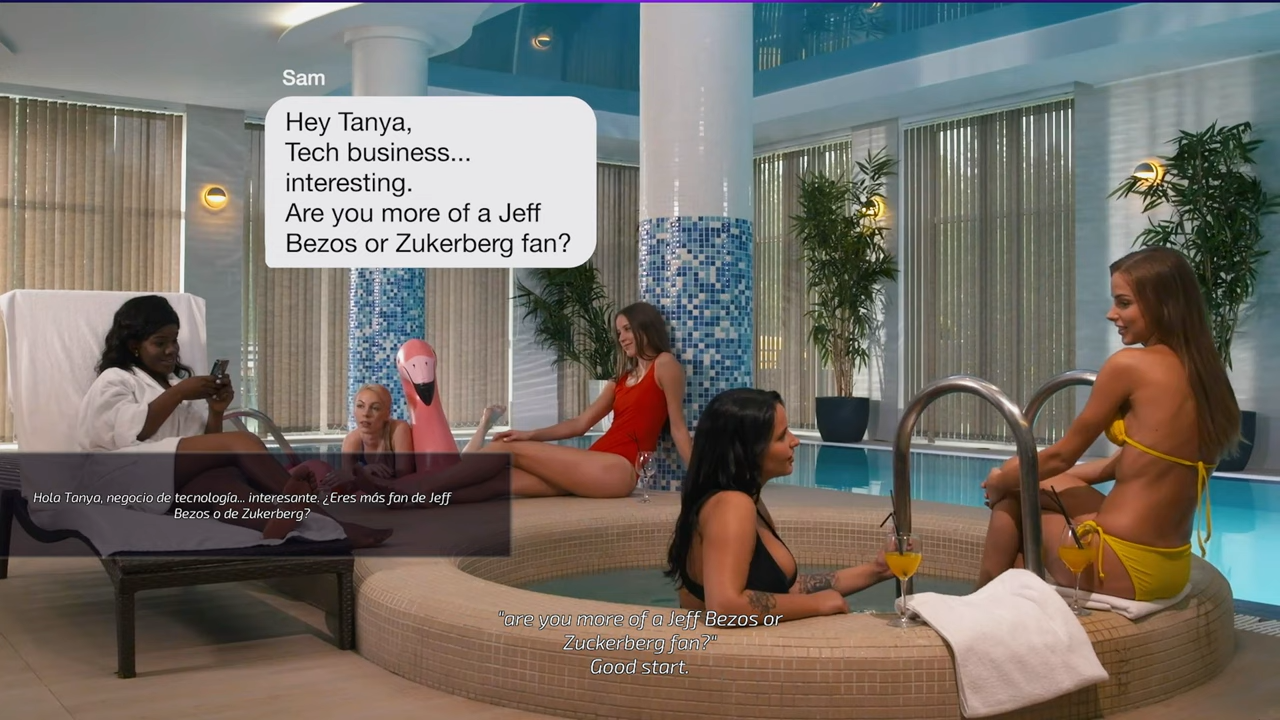 Sam
Hey Tanya,
Tech business...
interesting.
Are you more of a Jeff
Bezos or Zukerberg fan?
Hola Tanya, negocio de tecnología... interesante. ¿Eres más fan de Jeff
Bezos o de Zukerberg?
"are you more of a Jeff Bezos or
Zuckerberg fan?"
Good start.